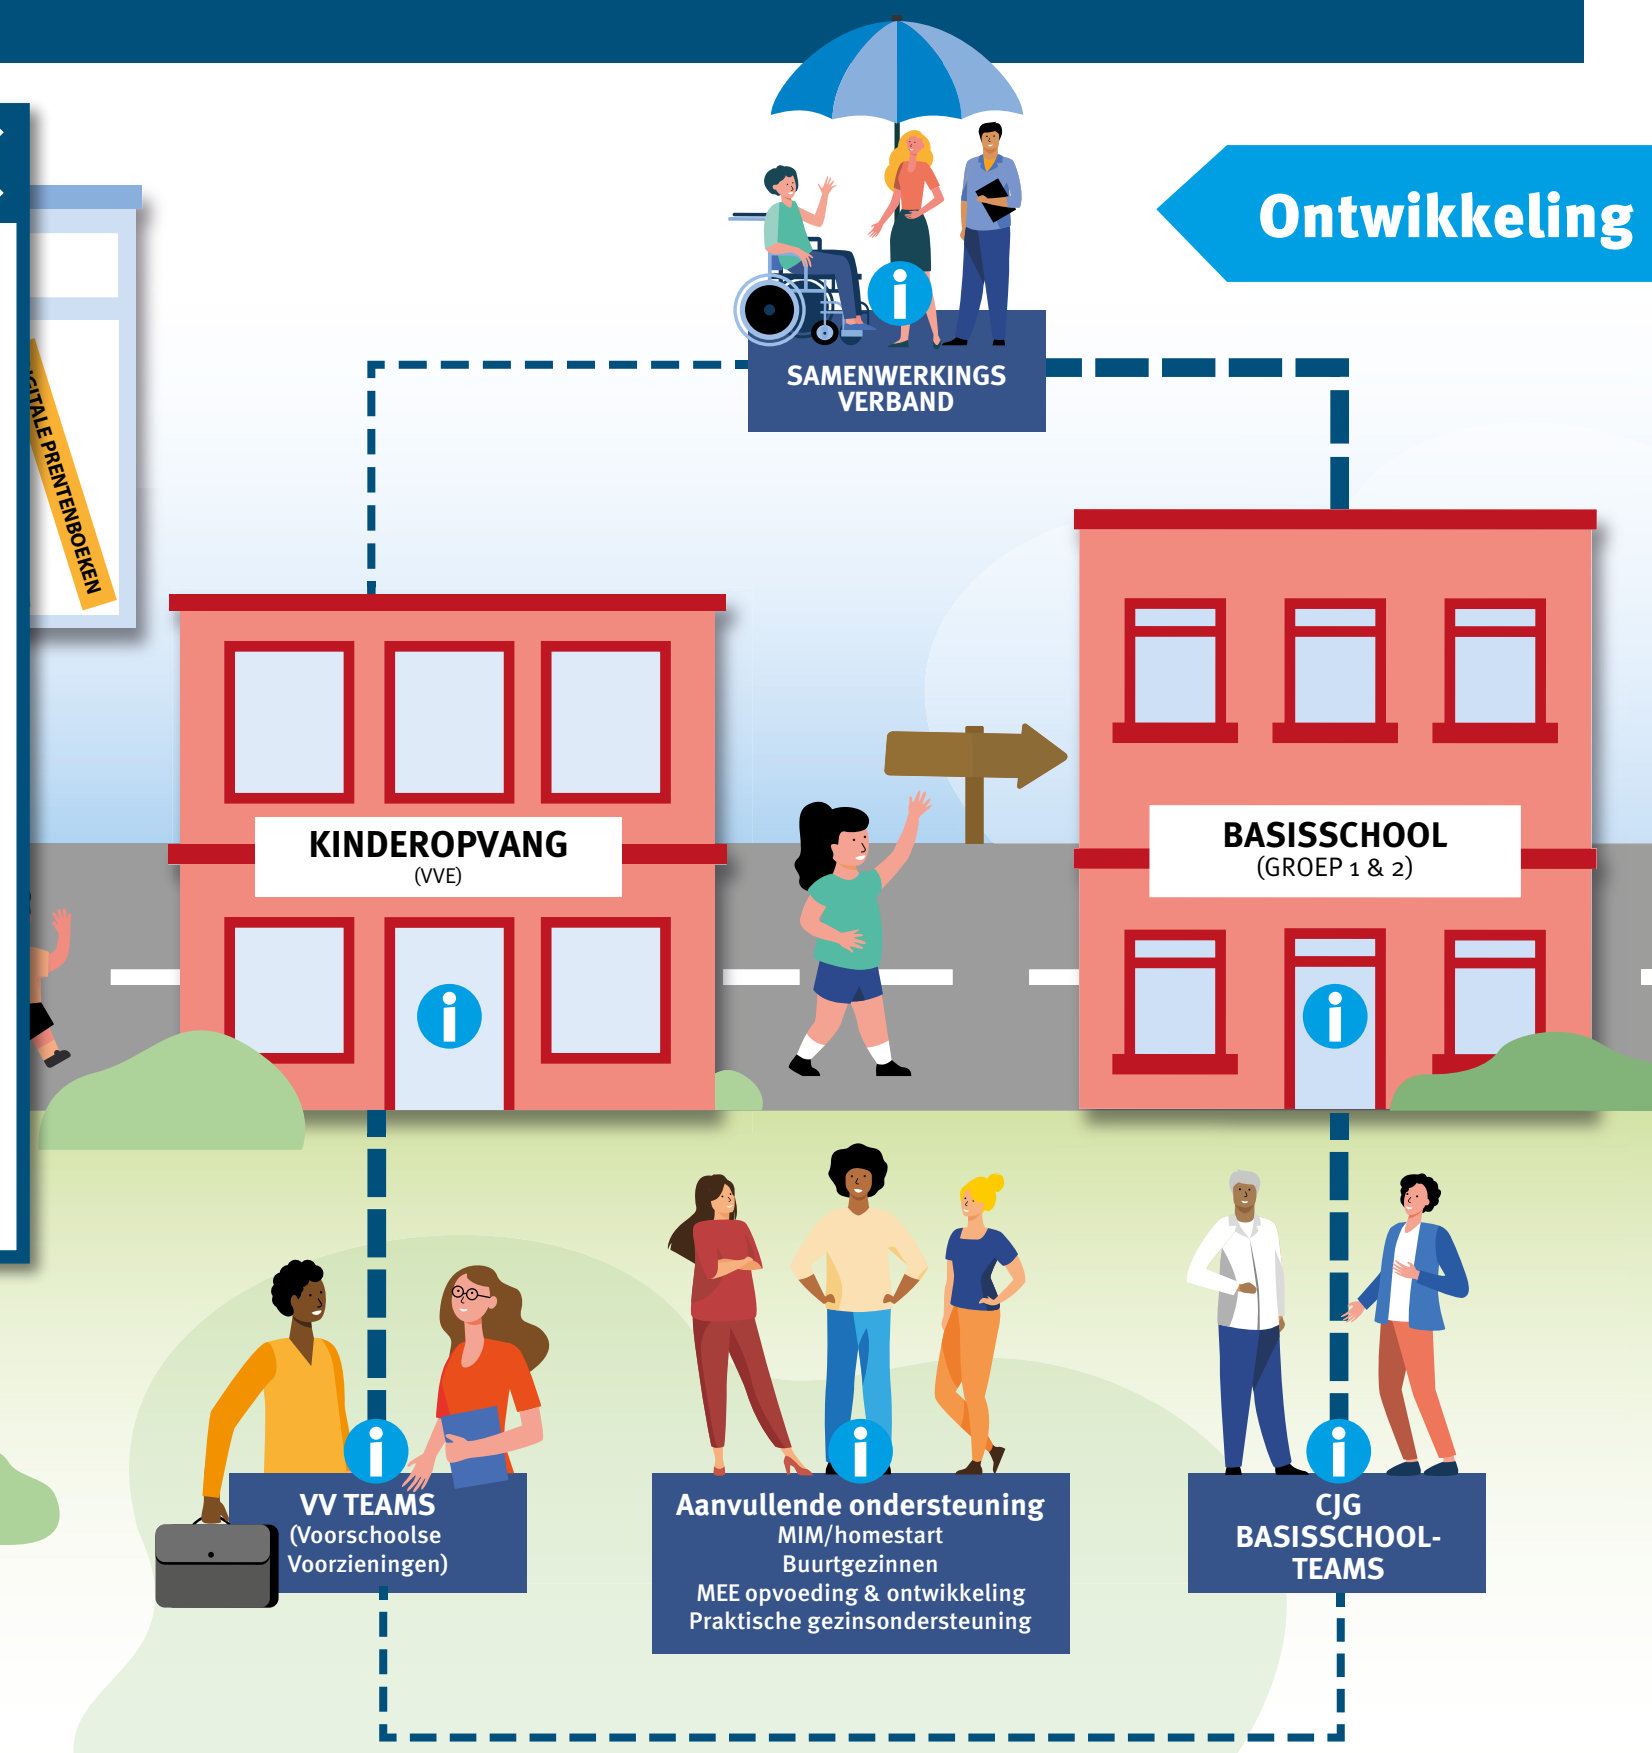 Ontwikkeling
SAMENWERKINGS
VERBAND
PRENTENBOEKEN
KINDEROPVANG
(VVE)
BASISSCHOOL
(GROEP 1 & 2)
VV TEAMS
(Voorschoolse
Voorzieningen)
Aanvullende ondersteuning
MIM/homestart
Buurtgezinnen
MEE opvoeding & ontwikkeling
Praktische gezinsondersteuning
CJG
BASISSCHOOL-
TEAMS